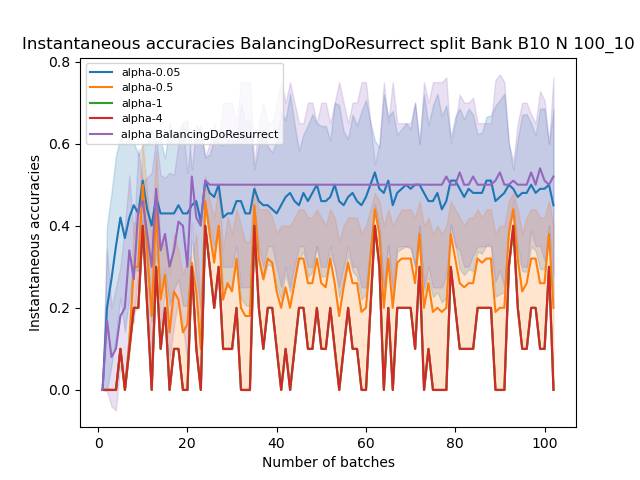 Instantaneous accuracies BalancingDoResurrect split Bank B10 N 100_10
alpha-0.05
alpha-0.5
alpha-1
alpha-4
alpha BalancingDoResurrect
Instantaneous accuracies
0.8
0.6
0.4
0.2
0.0
0
20
40
60
80
100
Number of batches